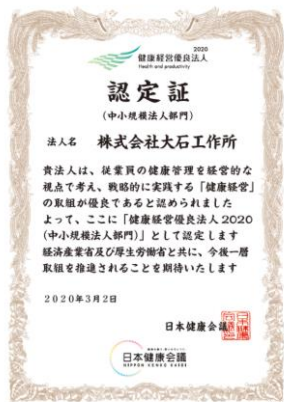 2020
健康経営優良法人
Health and productivity
認定証
(中小規模法人部門)
法人名 株式会社大石工作所
貴法人は、従業員の健康管理を経営的な
視点で考え、戦略的に実践する「健康経営」
の取組が優良であると認められました
よって、ここに「健康経営優良法人2020
(中小規模法人部門)」として認定します
経済産業省及び厚生労働省と共に、今後一層
取組を推進されることを期待いたします
2020年3月2日
日本健康会議
日本健康会議
NIPPON KENKO KAIGI